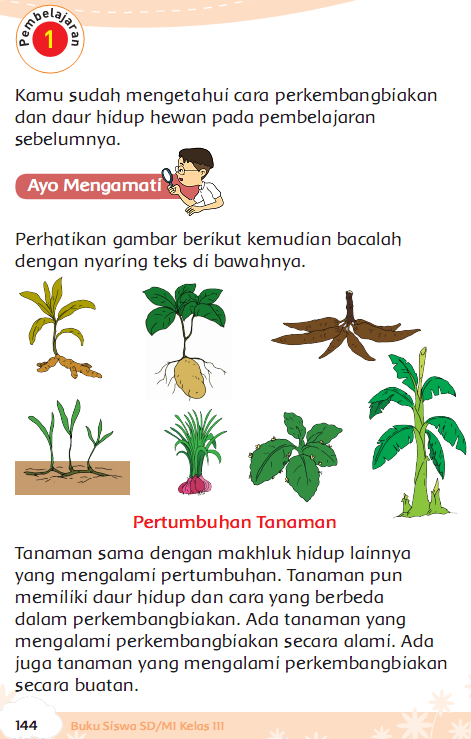 Pembelajaran
1
Kamu sudah mengetahui cara perkembangbiakan
dan daur hidup hewan pada pembelajaran
sebelumnya.
Ayo Mengamati
Perhatikan gambar berikut kemudian bacalah
dengan nyaring teks di bawahnya.
Pertumbuhan Tanaman
Tanaman sama dengan makhluk hidup lainnya
yang mengalami pertumbuhan. Tanaman pun
memiliki daur hidup dan cara yang berbeda
dalam perkembangbiakan. Ada tanaman yang
mengalami perkembangbiakan secara alami. Ada
juga tanaman yang mengalami perkembangbiakan
secara buatan.
144
Buku Siswa SD/MI Kelas 111